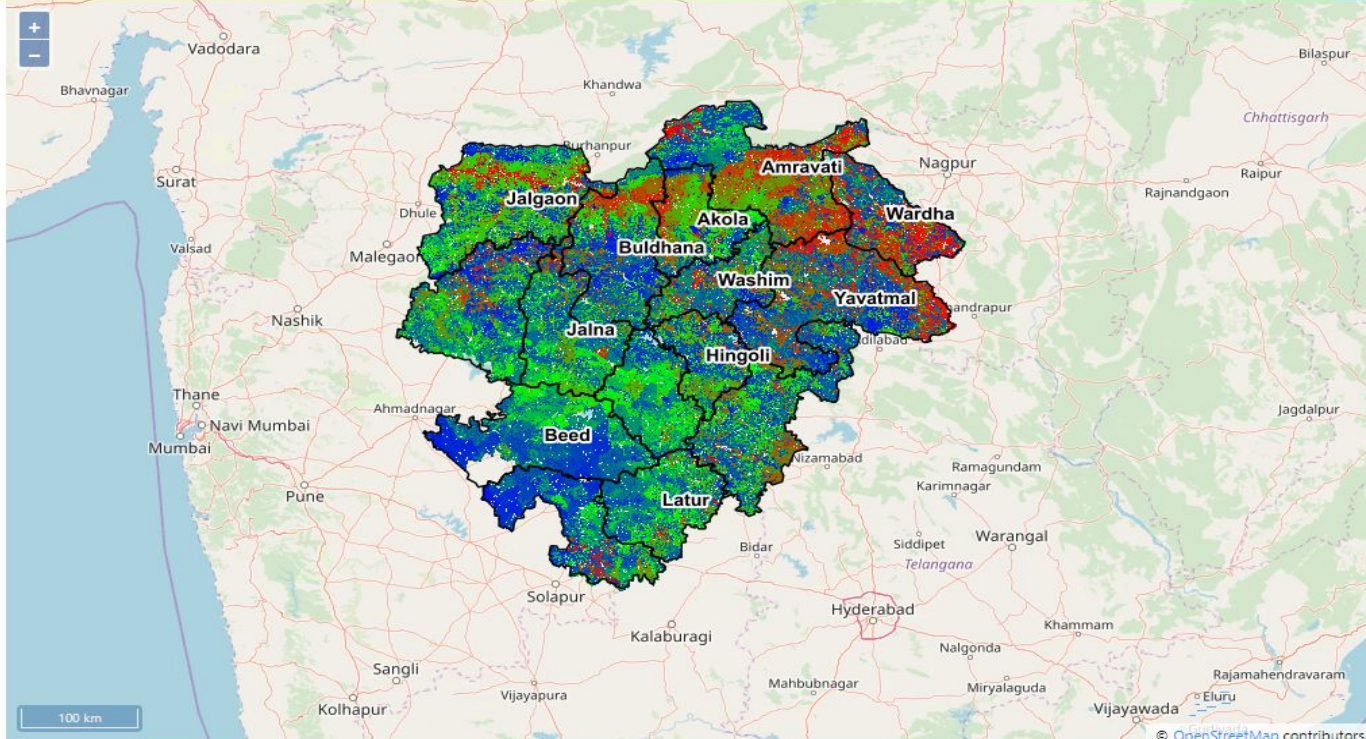 +
−
Vadodara
Bilaspur
Bhavnagar
Khandwa
Chhattisgarh
Burhanpur
Amravati
Nagpur
Raipur
Surat
Rajnandgaon
Jalgaon
Dhule
Akola
Wardha
Valsad
Buldhana
Malegaon
Washim
Yavatmal
Nashik
Jalna
Hingoli
Thane
Ahmadnagar
Jagdalpur
Navi Mumbai
Mumbai
Beed
Nizamabad
Ramagundam
Pune
Karimnagar
Latur
Warangal
Siddipet
Bidar
Telangana
Solapur
Hyderabad
Kalaburagi
Khammam
Nalgonda
Sangli
Rajamahendravaram
Mahbubnagar
Miryalaguda
Vijayapura
Eluru
Kolhapur
Vijayawada
100 km
© OpenStreetMap contributors